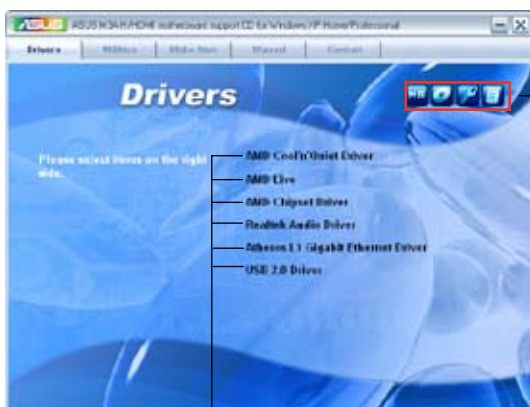 ASUS M3A-H/HDMI motherboard support CD for Windows XP Home/Professional
Drivers Utilities Make Disk Manual Contact
Drivers
Please select items on the right
side.
AMD Cool'n'Quiet Driver
AMD Live
AMD Chipset Driver
Realtek Audio Driver
Atheros L1 Gigabit Ethernet Driver
USB 2.0 Driver